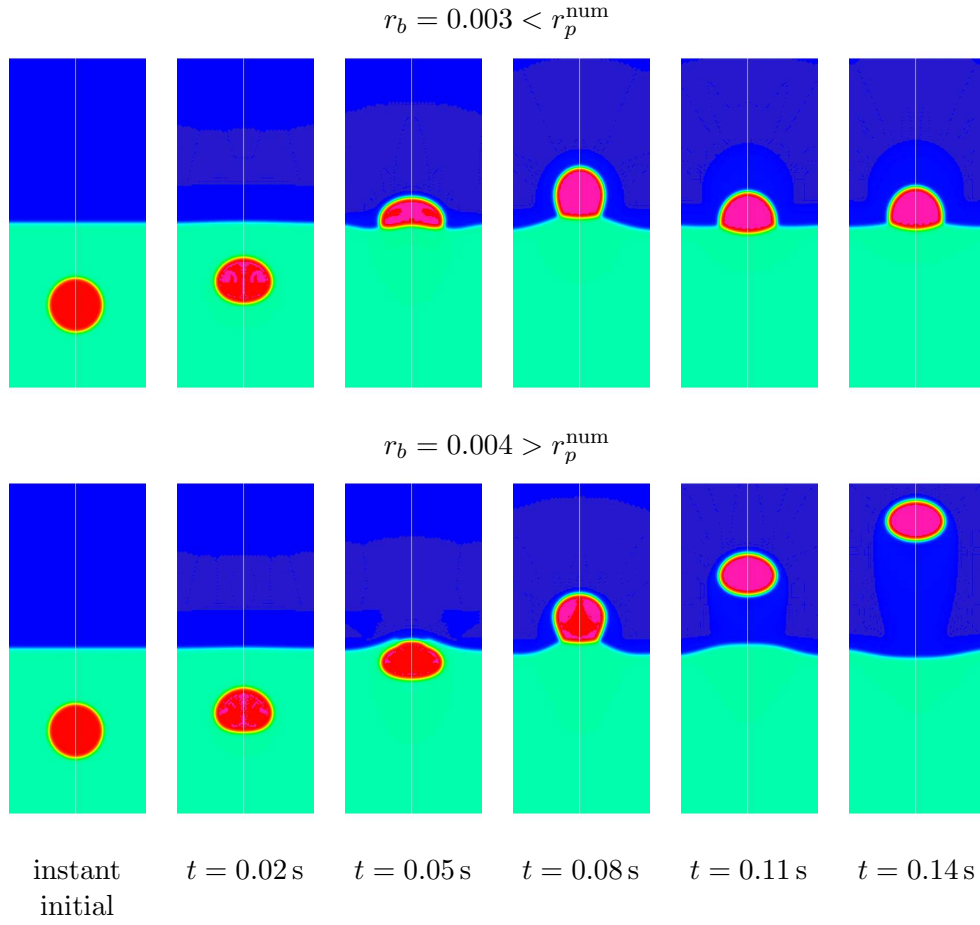 r_b = 0.003 < r_p^num
r_b = 0.004 > r_p^num
instant initial
t = 0.02 s
t = 0.05 s
t = 0.08 s
t = 0.11 s
t = 0.14 s